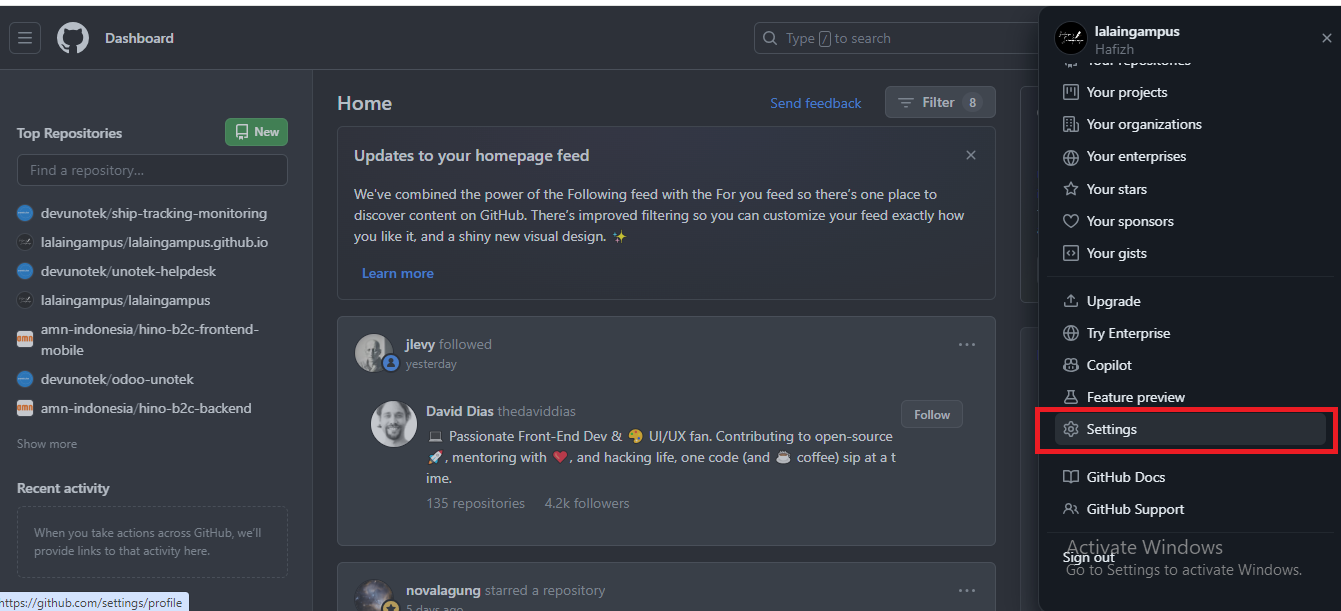 Dashboard
Type / to search
lalaingampus
Hafizh
Your repositories
Your projects
Your organizations
Your enterprises
Your stars
Your sponsors
Your gists
Upgrade
Try Enterprise
Copilot
Feature preview
Settings
GitHub Docs
GitHub Support
Sign out
Activate Windows
Go to Settings to activate Windows.
Top Repositories
New
Find a repository...
devunotek/ship-tracking-monitoring
lalaingampus/lalaingampus.github.io
devunotek/unotek-helpdesk
lalaingampus/lalaingampus
amn-indonesia/hino-b2c-frontend-
mobile
devunotek/odoo-unotek
amn-indonesia/hino-b2c-backend
Show more
Recent activity
When you take actions across GitHub, we'll
provide links to that activity here.
https://github.com/settings/profile
Home
Send feedback
Filter 8
Updates to your homepage feed
We've combined the power of the Following feed with the For you feed so there's one place to
discover content on GitHub. There's improved filtering so you can customize your feed exactly how
you like it, and a shiny new visual design. ✨
Learn more
jlevy followed
yesterday
David Dias thedaviddias
Follow
💻 Passionate Front-End Dev & 🎨 UI/UX fan. Contributing to open-source
🚀, mentoring with ❤️, and hacking life, one code (and ☕ coffee) sip at a t
ime.
135 repositories 4.2k followers
novalagung starred a repository
5 days ago